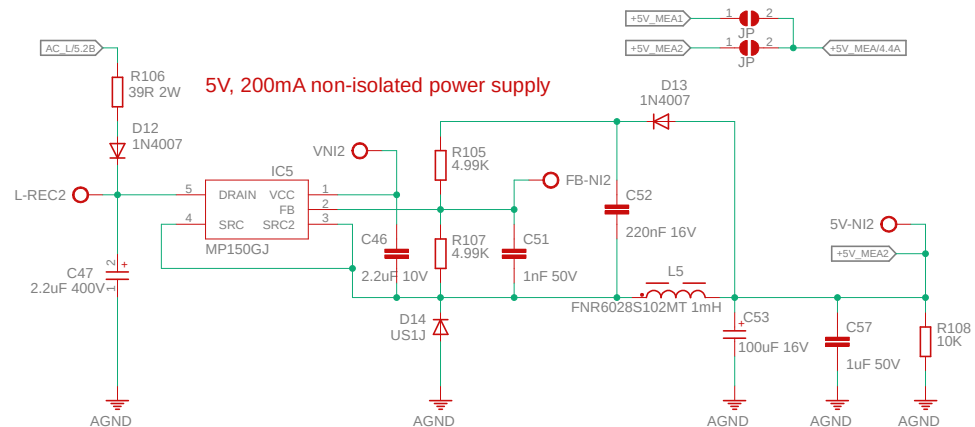 +5V_MEA1
1
2
JP
+5V_MEA2
1
2
JP
+5V_MEA/4.4A
AC_L/5.2B
R106
39R 2W
5V, 200mA non-isolated power supply
D13
1N4007
D12
1N4007
VNI2
R105
4.99K
L-REC2
IC5
5
DRAIN
VCC
1
FB
2
4
SRC
SRC2
3
MP150GJ
FB-NI2
C52
220nF 16V
5V-NI2
+5V_MEA2
C46
2.2uF 10V
R107
4.99K
C51
1nF 50V
C47
2.2uF 400V
2
+
1
L5
FNR6028S102MT 1mH
D14
US1J
+
C53
100uF 16V
C57
1uF 50V
R108
10K
AGND
AGND
AGND
AGND
AGND